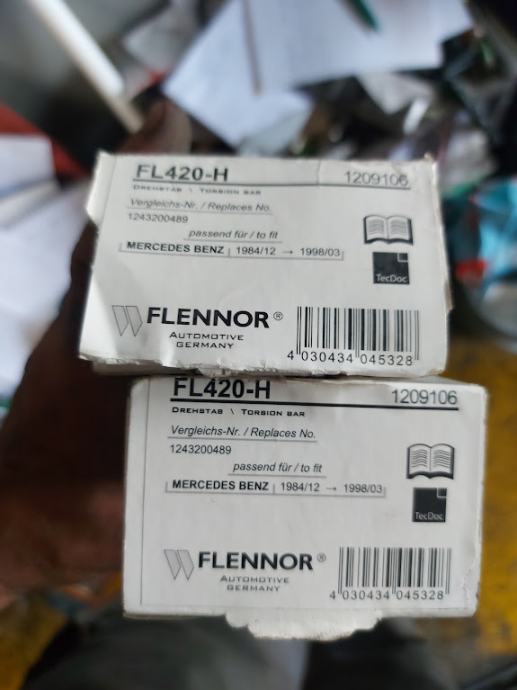 FL420-H 1209106
DREHSTAB \ TORSION BAR
Vergleichs-Nr. / Replaces No.
1243200489
passend für / to fit
MERCEDES BENZ | 1984/12 → 1998/03
TecDoc
FLENNOR®
AUTOMOTIVE
GERMANY
4 030434 045328
FL420-H 1209106
DREHSTAB \ TORSION BAR
Vergleichs-Nr. / Replaces No.
1243200489
passend für / to fit
MERCEDES BENZ | 1984/12 → 1998/03
TecDoc
FLENNOR®
AUTOMOTIVE
GERMANY
4 030434 045328